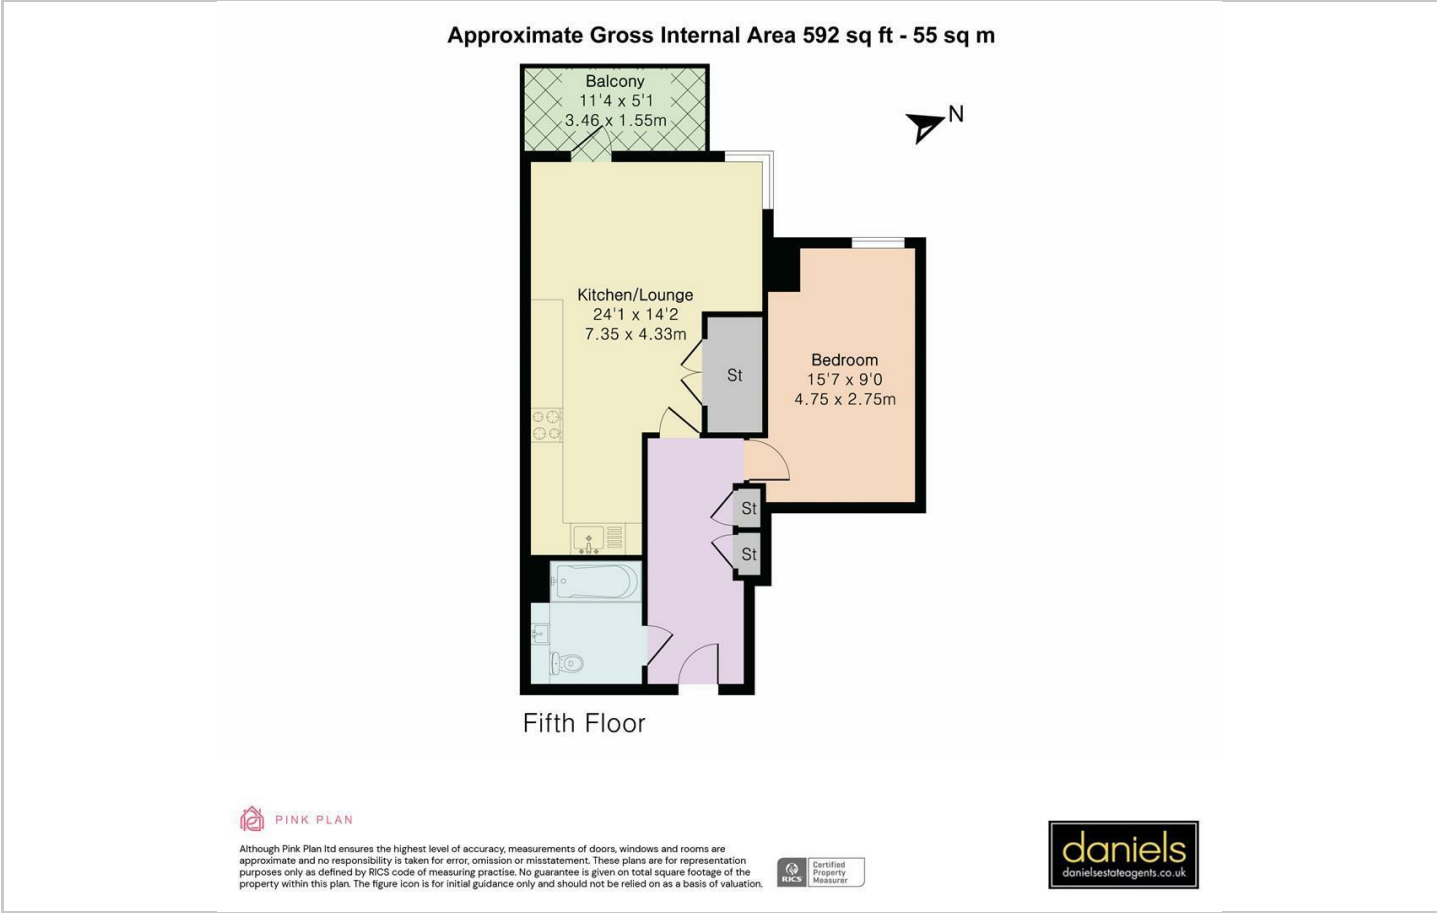 Approximate Gross Internal Area 592 sq ft - 55 sq m
Balcony
11'4 x 5'1
3.46 x 1.55m
N
Kitchen/Lounge
24'1 x 14'2
7.35 x 4.33m
St
Bedroom
15'7 x 9'0
4.75 x 2.75m
St
St
Fifth Floor
PINK PLAN
Although Pink Plan ltd ensures the highest level of accuracy, measurements of doors, windows and rooms are
approximate and no responsibility is taken for error, omission or misstatement. These plans are for representation
purposes only as defined by RICS code of measuring practise. No guarantee is given on total square footage of the
property within this plan. The figure icon is for initial guidance only and should not be relied on as a basis of valuation.
RICS
Certified
Property
Measurer
daniels
danielsestateagents.co.uk